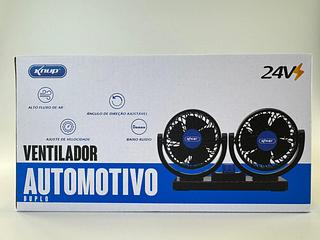 Knup
24V
ALTO FLUXO DE AR
ÂNGULO DE DIREÇÃO AJUSTÁVEL
AJUSTE DE VELOCIDADE
BAIXO RUÍDO
VENTILADOR
AUTOMOTIVO
DUPLO